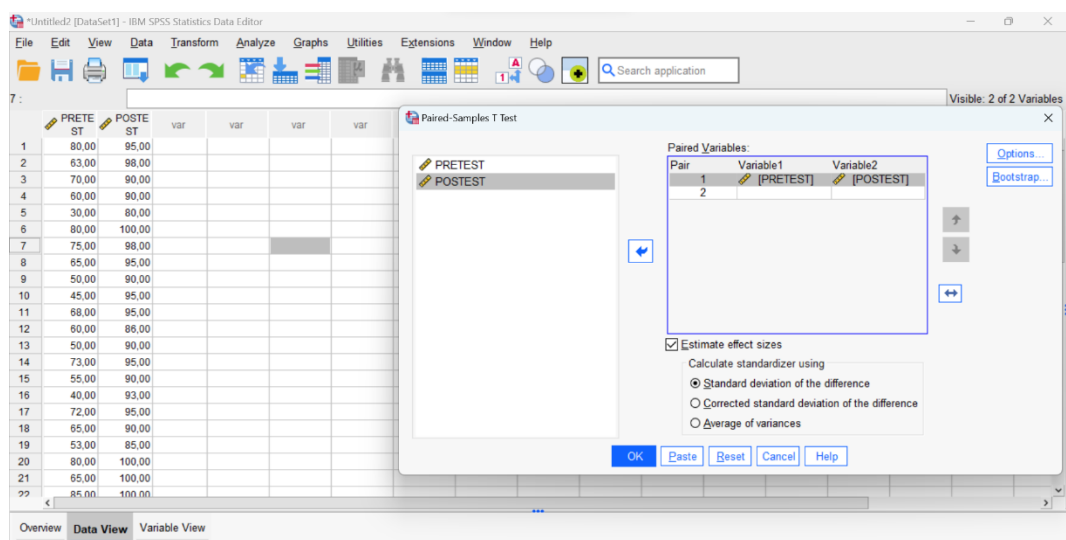 *Untitled2 [DataSet1] - IBM SPSS Statistics Data Editor
File Edit View Data Transform Analyze Graphs Utilities Extensions Window Help
Search application
7 :
Visible: 2 of 2 Variables
PRETE
ST
POSTE
ST
var var var var
1 80,00 95,00
2 63,00 98,00
3 70,00 90,00
4 60,00 90,00
5 30,00 80,00
6 80,00 100,00
7 75,00 98,00
8 65,00 95,00
9 50,00 90,00
10 45,00 95,00
11 68,00 95,00
12 60,00 86,00
13 50,00 90,00
14 73,00 95,00
15 55,00 90,00
16 40,00 93,00
17 72,00 95,00
18 65,00 90,00
19 53,00 85,00
20 80,00 100,00
21 65,00 100,00
22 85,00 100,00
Overview Data View Variable View
Paired-Samples T Test
PRETEST
POSTEST
Paired Variables:
Pair Variable1 Variable2
1 [PRETEST] [POSTEST]
2
Options...
Bootstrap...
Estimate effect sizes
Calculate standardizer using
Standard deviation of the difference
Corrected standard deviation of the difference
Average of variances
OK Paste Reset Cancel Help